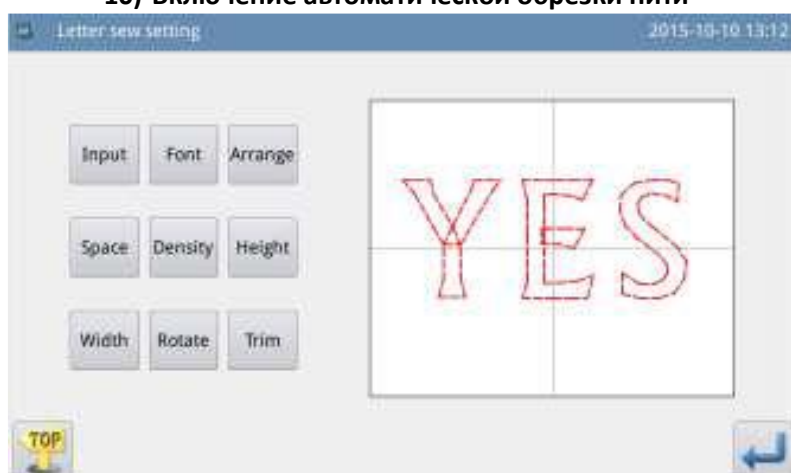 10) Включение автоматической обрезки нити
Letter sew setting 2015-10-10 13:12
Input Font Arrange
Space Density Height
Width Rotate Trim
YES
TOP